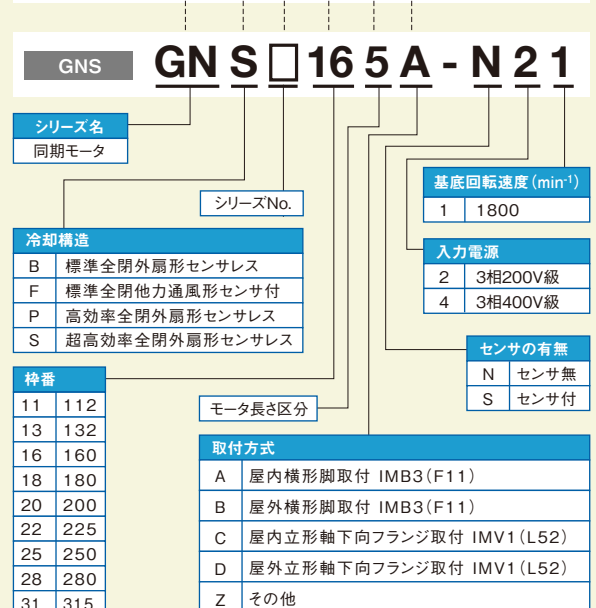 GNS GNS□165A-N21
シリーズ名
同期モータ
シリーズNo.
基底回転速度(min-1)
1 1800
冷却構造
B 標準全閉外扇形センサレス
F 標準全閉他力通風形センサ付
P 高効率全閉外扇形センサレス
S 超高効率全閉外扇形センサレス
入力電源
2 3相200V級
4 3相400V級
センサの有無
N センサ無
S センサ付
枠番
11 112
13 132
16 160
18 180
20 200
22 225
25 250
28 280
31 315
モータ長さ区分
取付方式
A 屋内横形脚取付 IMB3(F11)
B 屋外横形脚取付 IMB3(F11)
C 屋内立形軸下向フランジ取付 IMV1(L52)
D 屋外立形軸下向フランジ取付 IMV1(L52)
Z その他